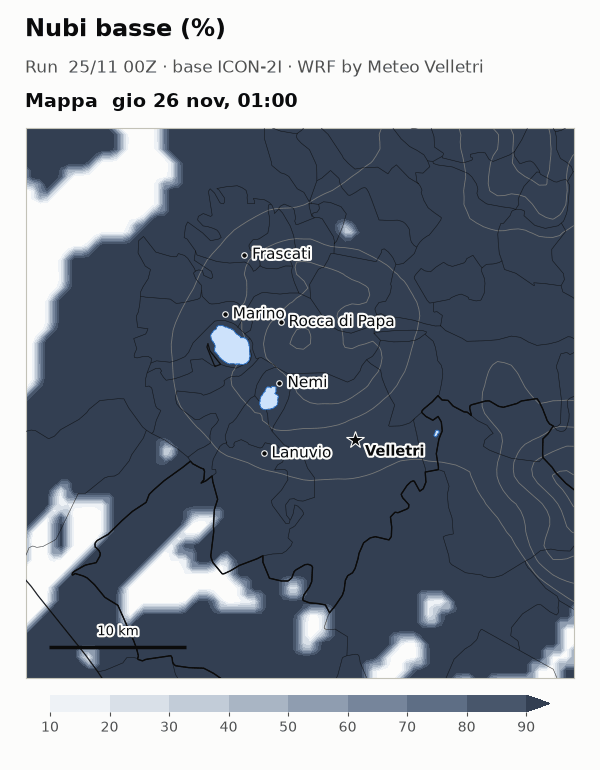 Nubi basse (%)
Run  25/11 00Z · base ICON-2I · WRF by Meteo Velletri
Mappa  gio 26 nov, 01:00
Frascati
Marino
Rocca di Papa
Nemi
Velletri
Lanuvio
10 km
10 20 30 40 50 60 70 80 90